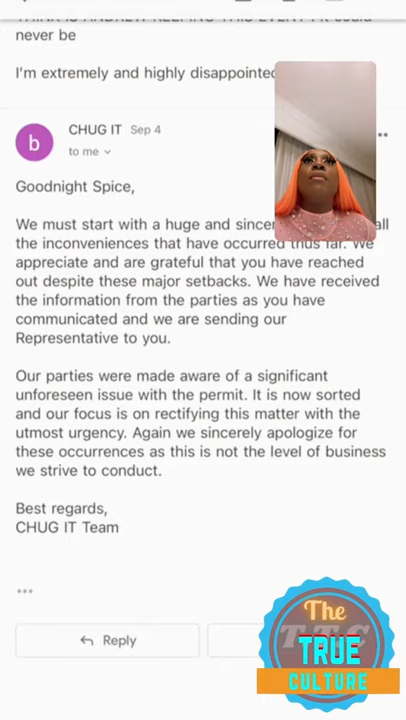 never be
I'm extremely and highly disappointed
CHUG IT Sep 4
b
to me
Goodnight Spice,
We must start with a huge and all
the inconveniences that have occurred thus far. We
appreciate and are grateful that you have reached
out despite these major setbacks. We have received
the information from the parties as you have
communicated and we are sending our
Representative to you.
Our parties were made aware of a significant
unforeseen issue with the permit. It is now sorted
and our focus is on rectifying this matter with the
utmost urgency. Again we sincerely apologize for
these occurrences as this is not the level of business
we strive to conduct.
Best regards,
CHUG IT Team
Reply
The
TTC
TRUE
CULTURE